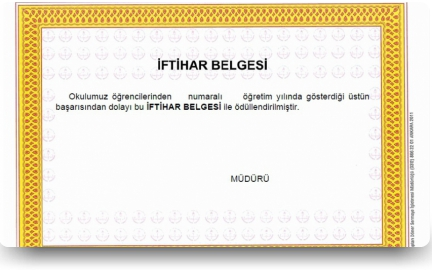 İFTİHAR BELGESİ
Okulumuz öğrencilerinden numaralı öğretim yılında gösterdiği üstün
başarısından dolayı bu İFTİHAR BELGESİ ile ödüllendirilmiştir.
MÜDÜRÜ